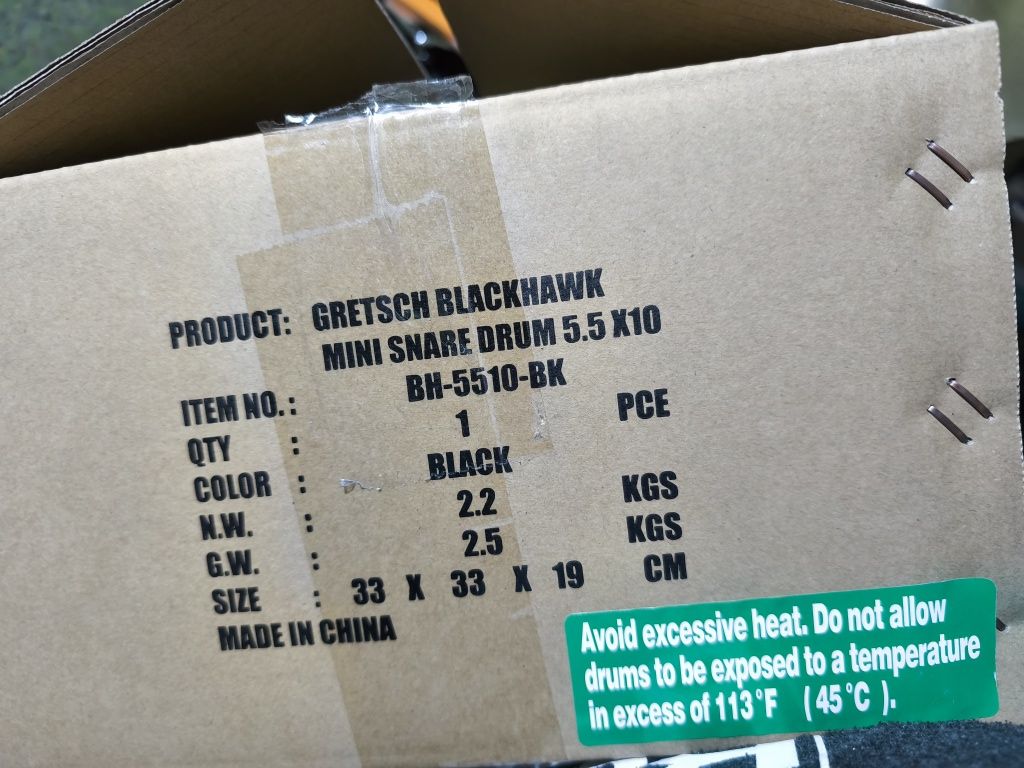 PRODUCT: GRETSCH BLACKHAWK
MINI SNARE DRUM 5.5 X10
ITEM NO.: BH-5510-BK
QTY : 1 PCE
COLOR : BLACK
N.W. : 2.2 KGS
G.W. : 2.5 KGS
SIZE : 33 X 33 X 19 CM
MADE IN CHINA
Avoid excessive heat. Do not allow
drums to be exposed to a temperature
in excess of 113°F (45°C ).